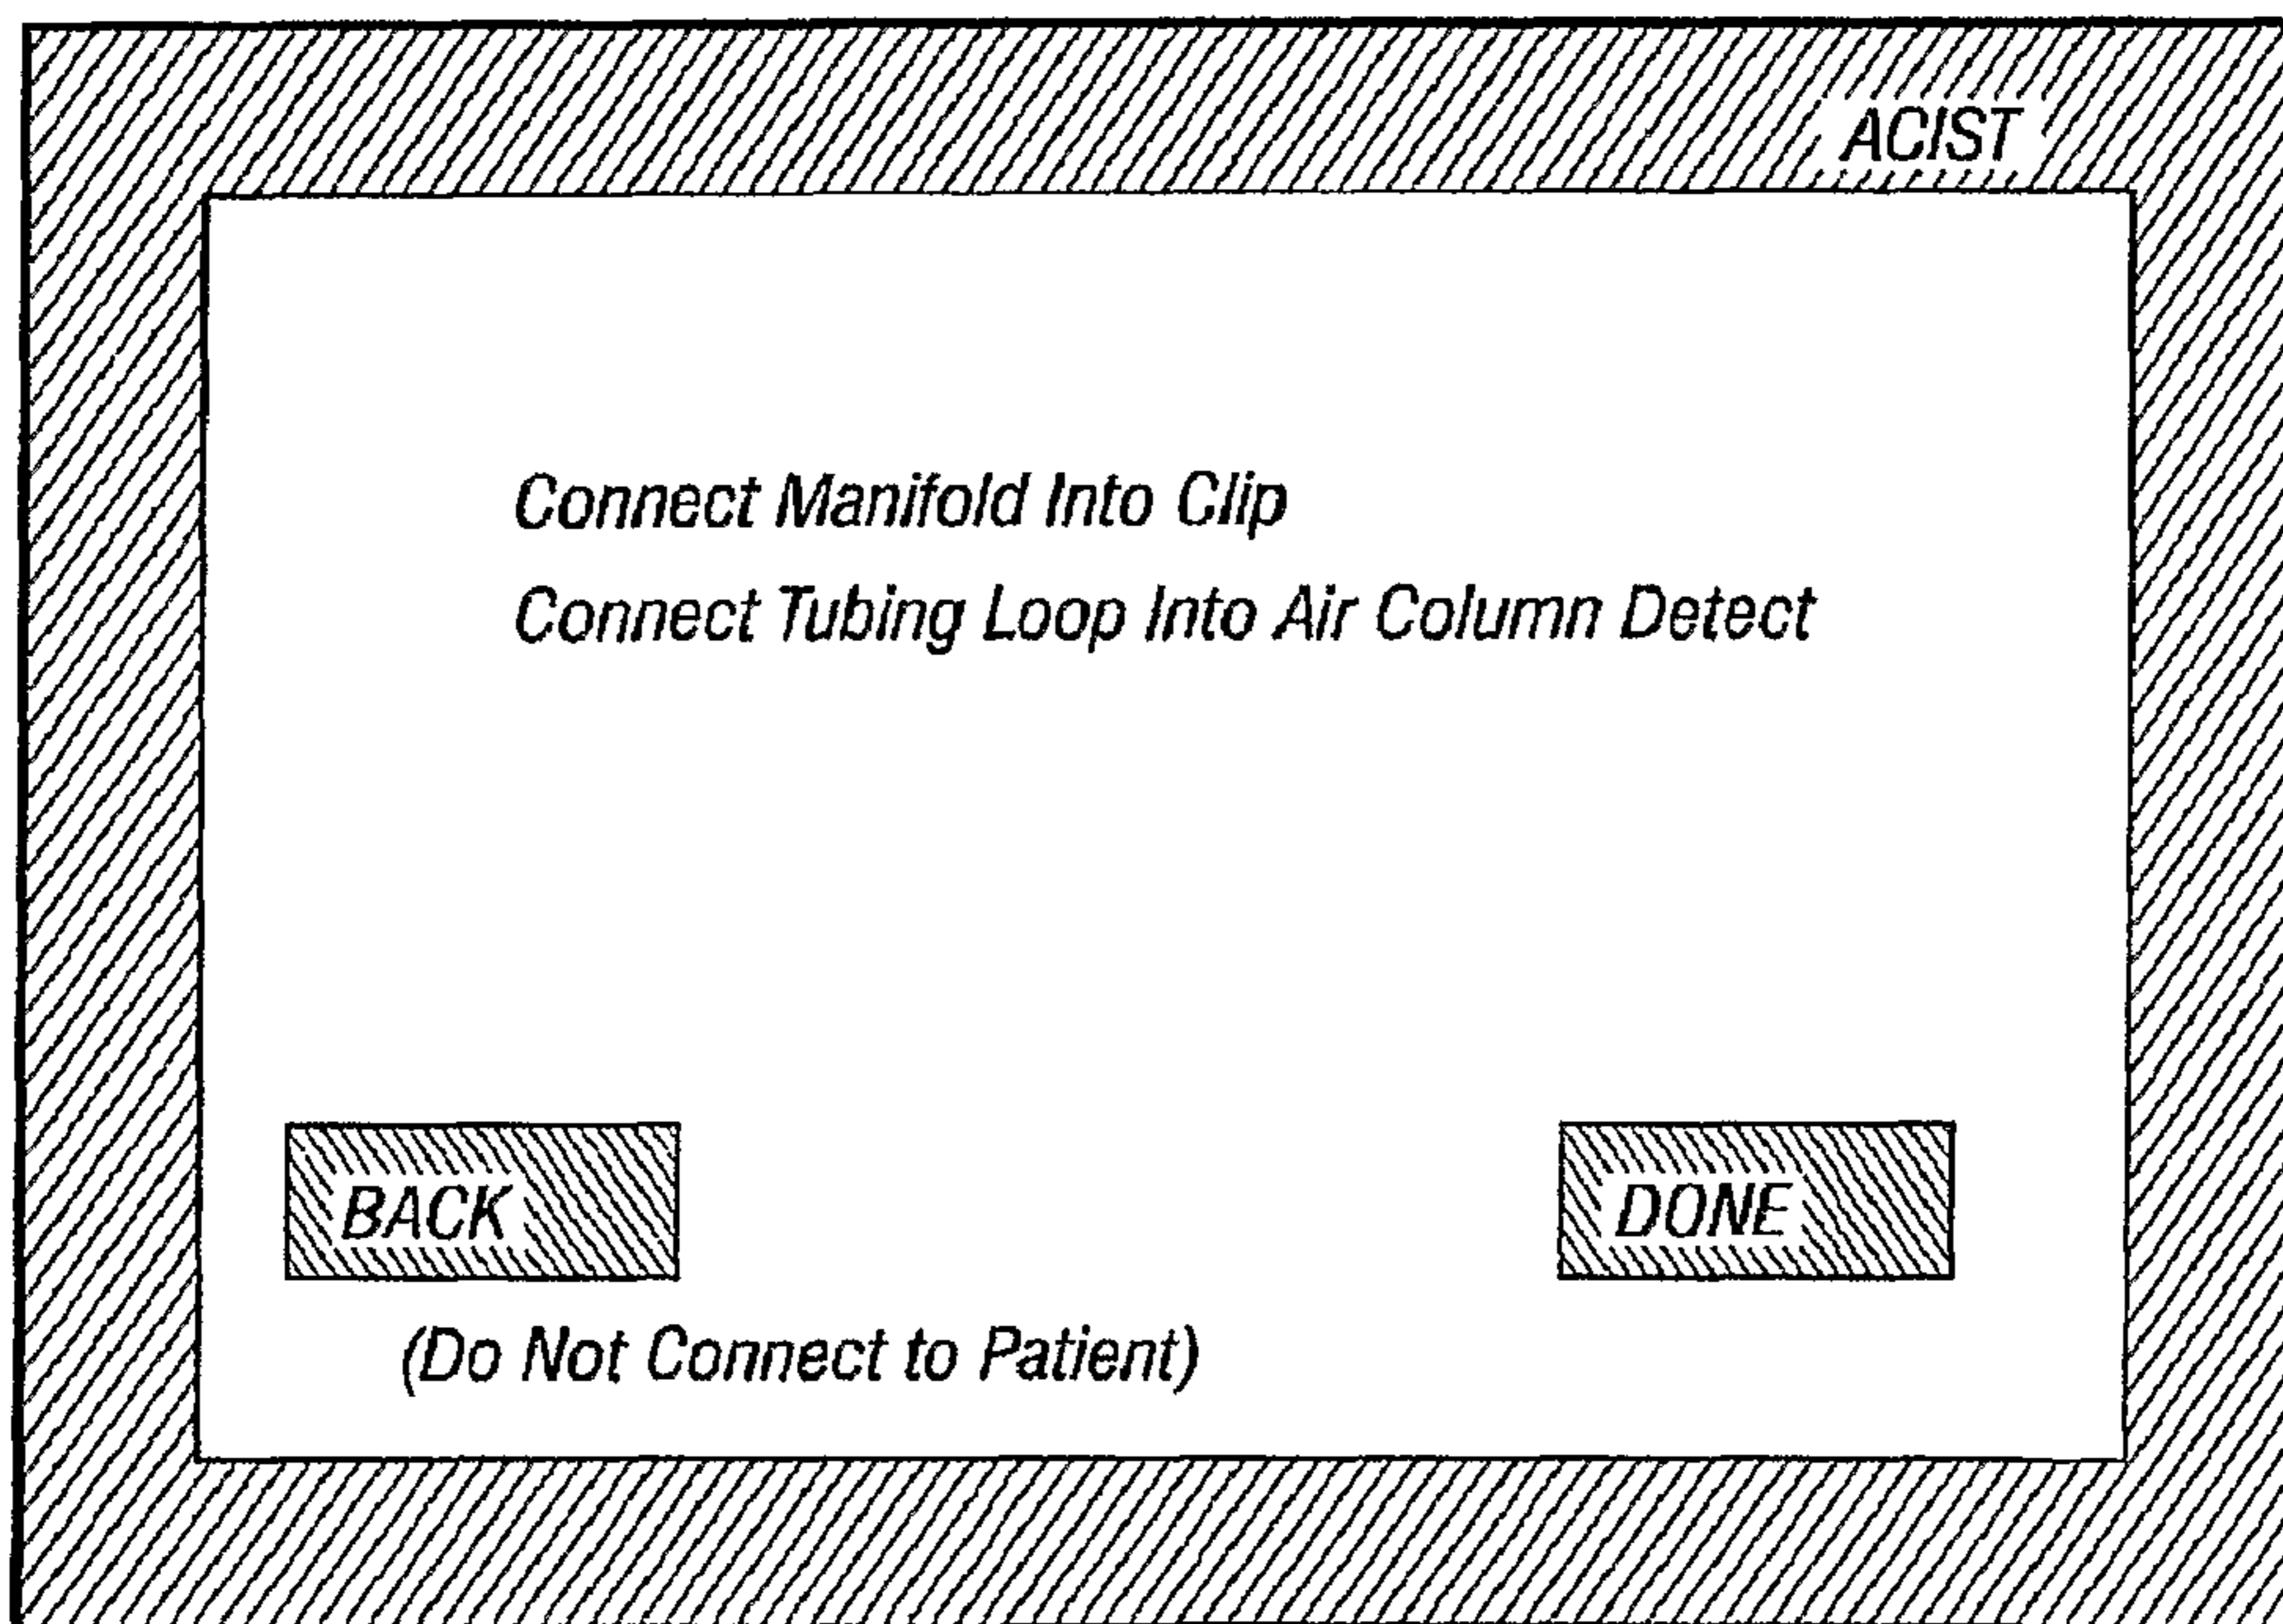 ACIST
Connect Manifold Into Clip
Connect Tubing Loop Into Air Column Detect
BACK
DONE
(Do Not Connect to Patient)